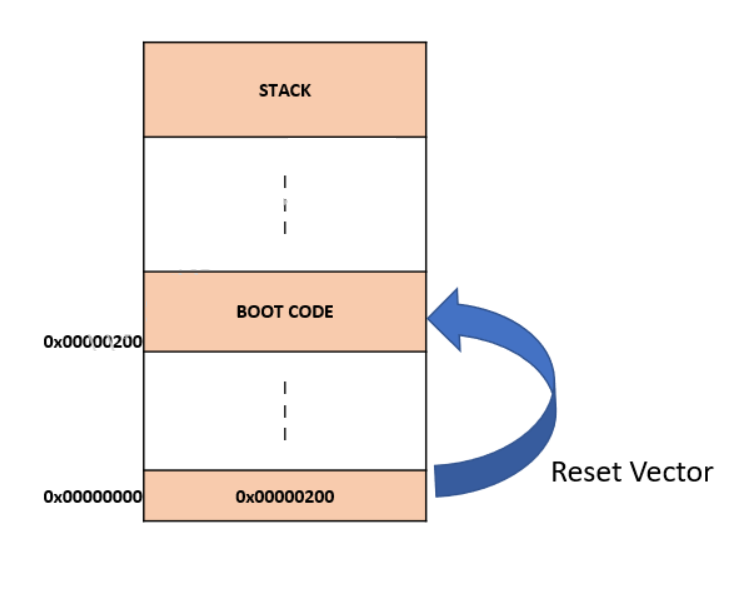 STACK
BOOT CODE
0x00000200
Reset Vector
0x00000000
0x00000200